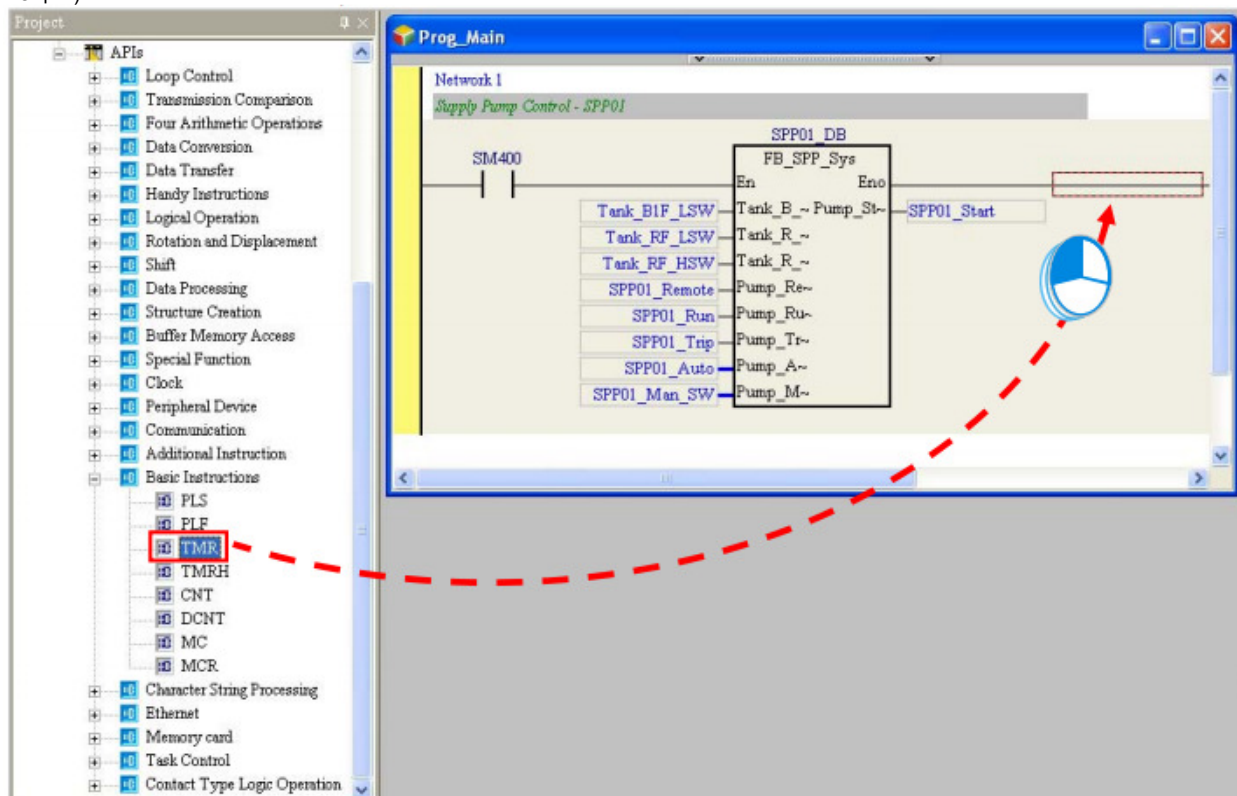 Project
APIs
Loop Control
Transmission Comparison
Four Arithmetic Operations
Data Conversion
Data Transfer
Handy Instructions
Logical Operation
Rotation and Displacement
Shift
Data Processing
Structure Creation
Buffer Memory Access
Special Function
Clock
Peripheral Device
Communication
Additional Instruction
Basic Instructions
PLS
PLF
TMR
TMRH
CNT
DCNT
MC
MCR
Character String Processing
Ethernet
Memory card
Task Control
Contact Type Logic Operation
Prog_Main
Network 1
Supply Pump Control - SPP01
SPP01_DB
SM400
FB_SPP_Sys
En Eno
Tank_B1F_LSW Tank_B_~ Pump_St~ SPP01_Start
Tank_RF_LSW Tank_R_~
Tank_RF_HSW Tank_R_~
SPP01_Remote Pump_Re~
SPP01_Run Pump_Ru~
SPP01_Trip Pump_Tr~
SPP01_Auto Pump_A~
SPP01_Man_SW Pump_M~